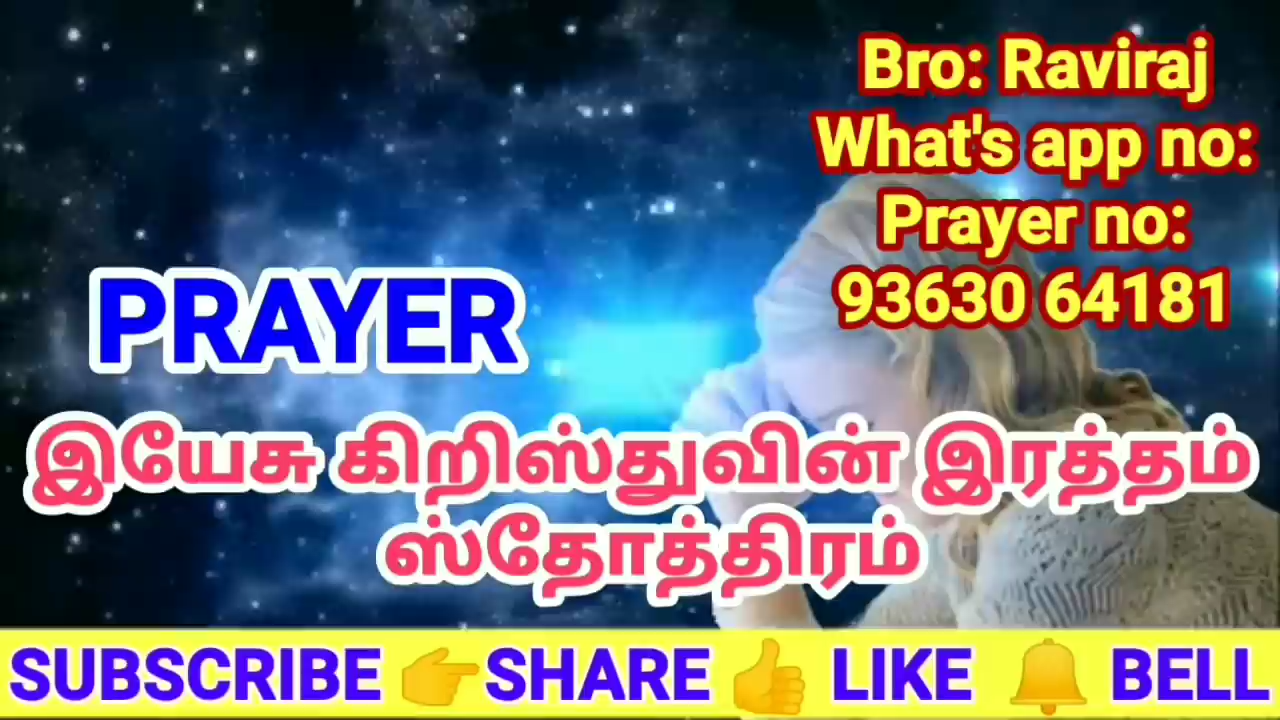 Bro: Raviraj
What's app no:
Prayer no:
93630 64181
PRAYER
இயேசு கிறிஸ்துவின் இரத்தம்
ஸ்தோத்திரம்
SUBSCRIBE 👉SHARE 👍 LIKE 🔔 BELL